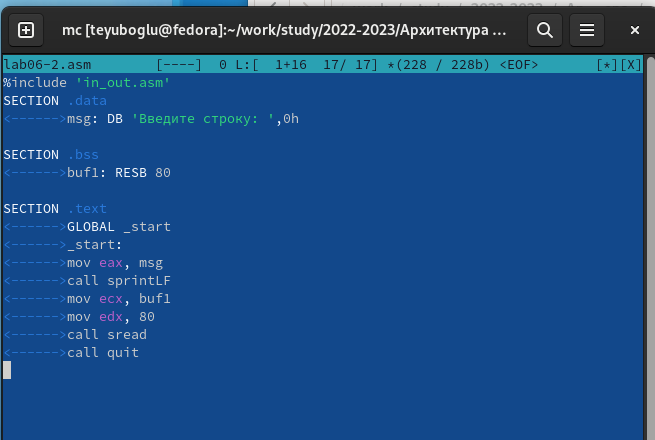 mc [teyuboglu@fedora]:~/work/study/2022-2023/Архитектура ...
lab06-2.asm [----] 0 L:[ 1+16 17/ 17] *(228 / 228b) <EOF> [*][X]
%include 'in_out.asm'
SECTION .data
<------>msg: DB 'Введите строку: ',0h
SECTION .bss
<------>buf1: RESB 80
SECTION .text
<------>GLOBAL _start
<------>_start:
<------>mov eax, msg
<------>call sprintLF
<------>mov ecx, buf1
<------>mov edx, 80
<------>call sread
<------>call quit